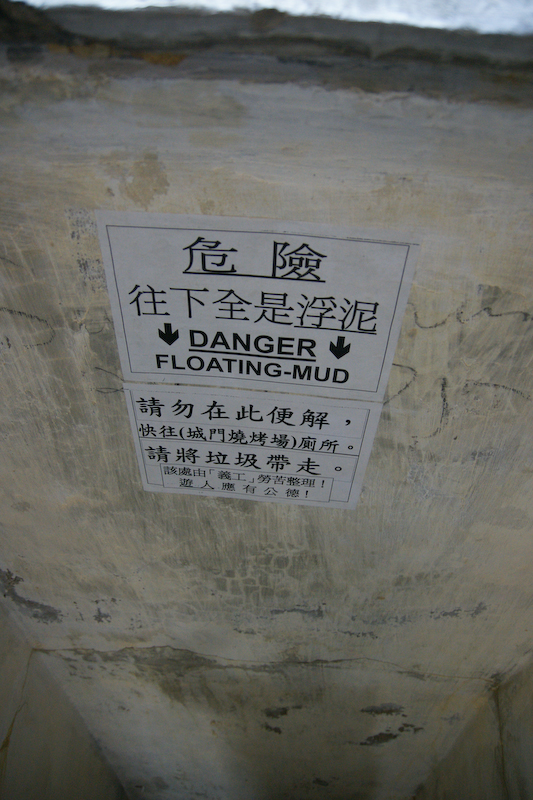 危 險
往下全是浮泥
DANGER
FLOATING-MUD
請勿在此便解，
快往(城門燒烤場)廁所。
請將垃圾帶走。
該處由「義工」勞苦整理！
遊人應有公德！